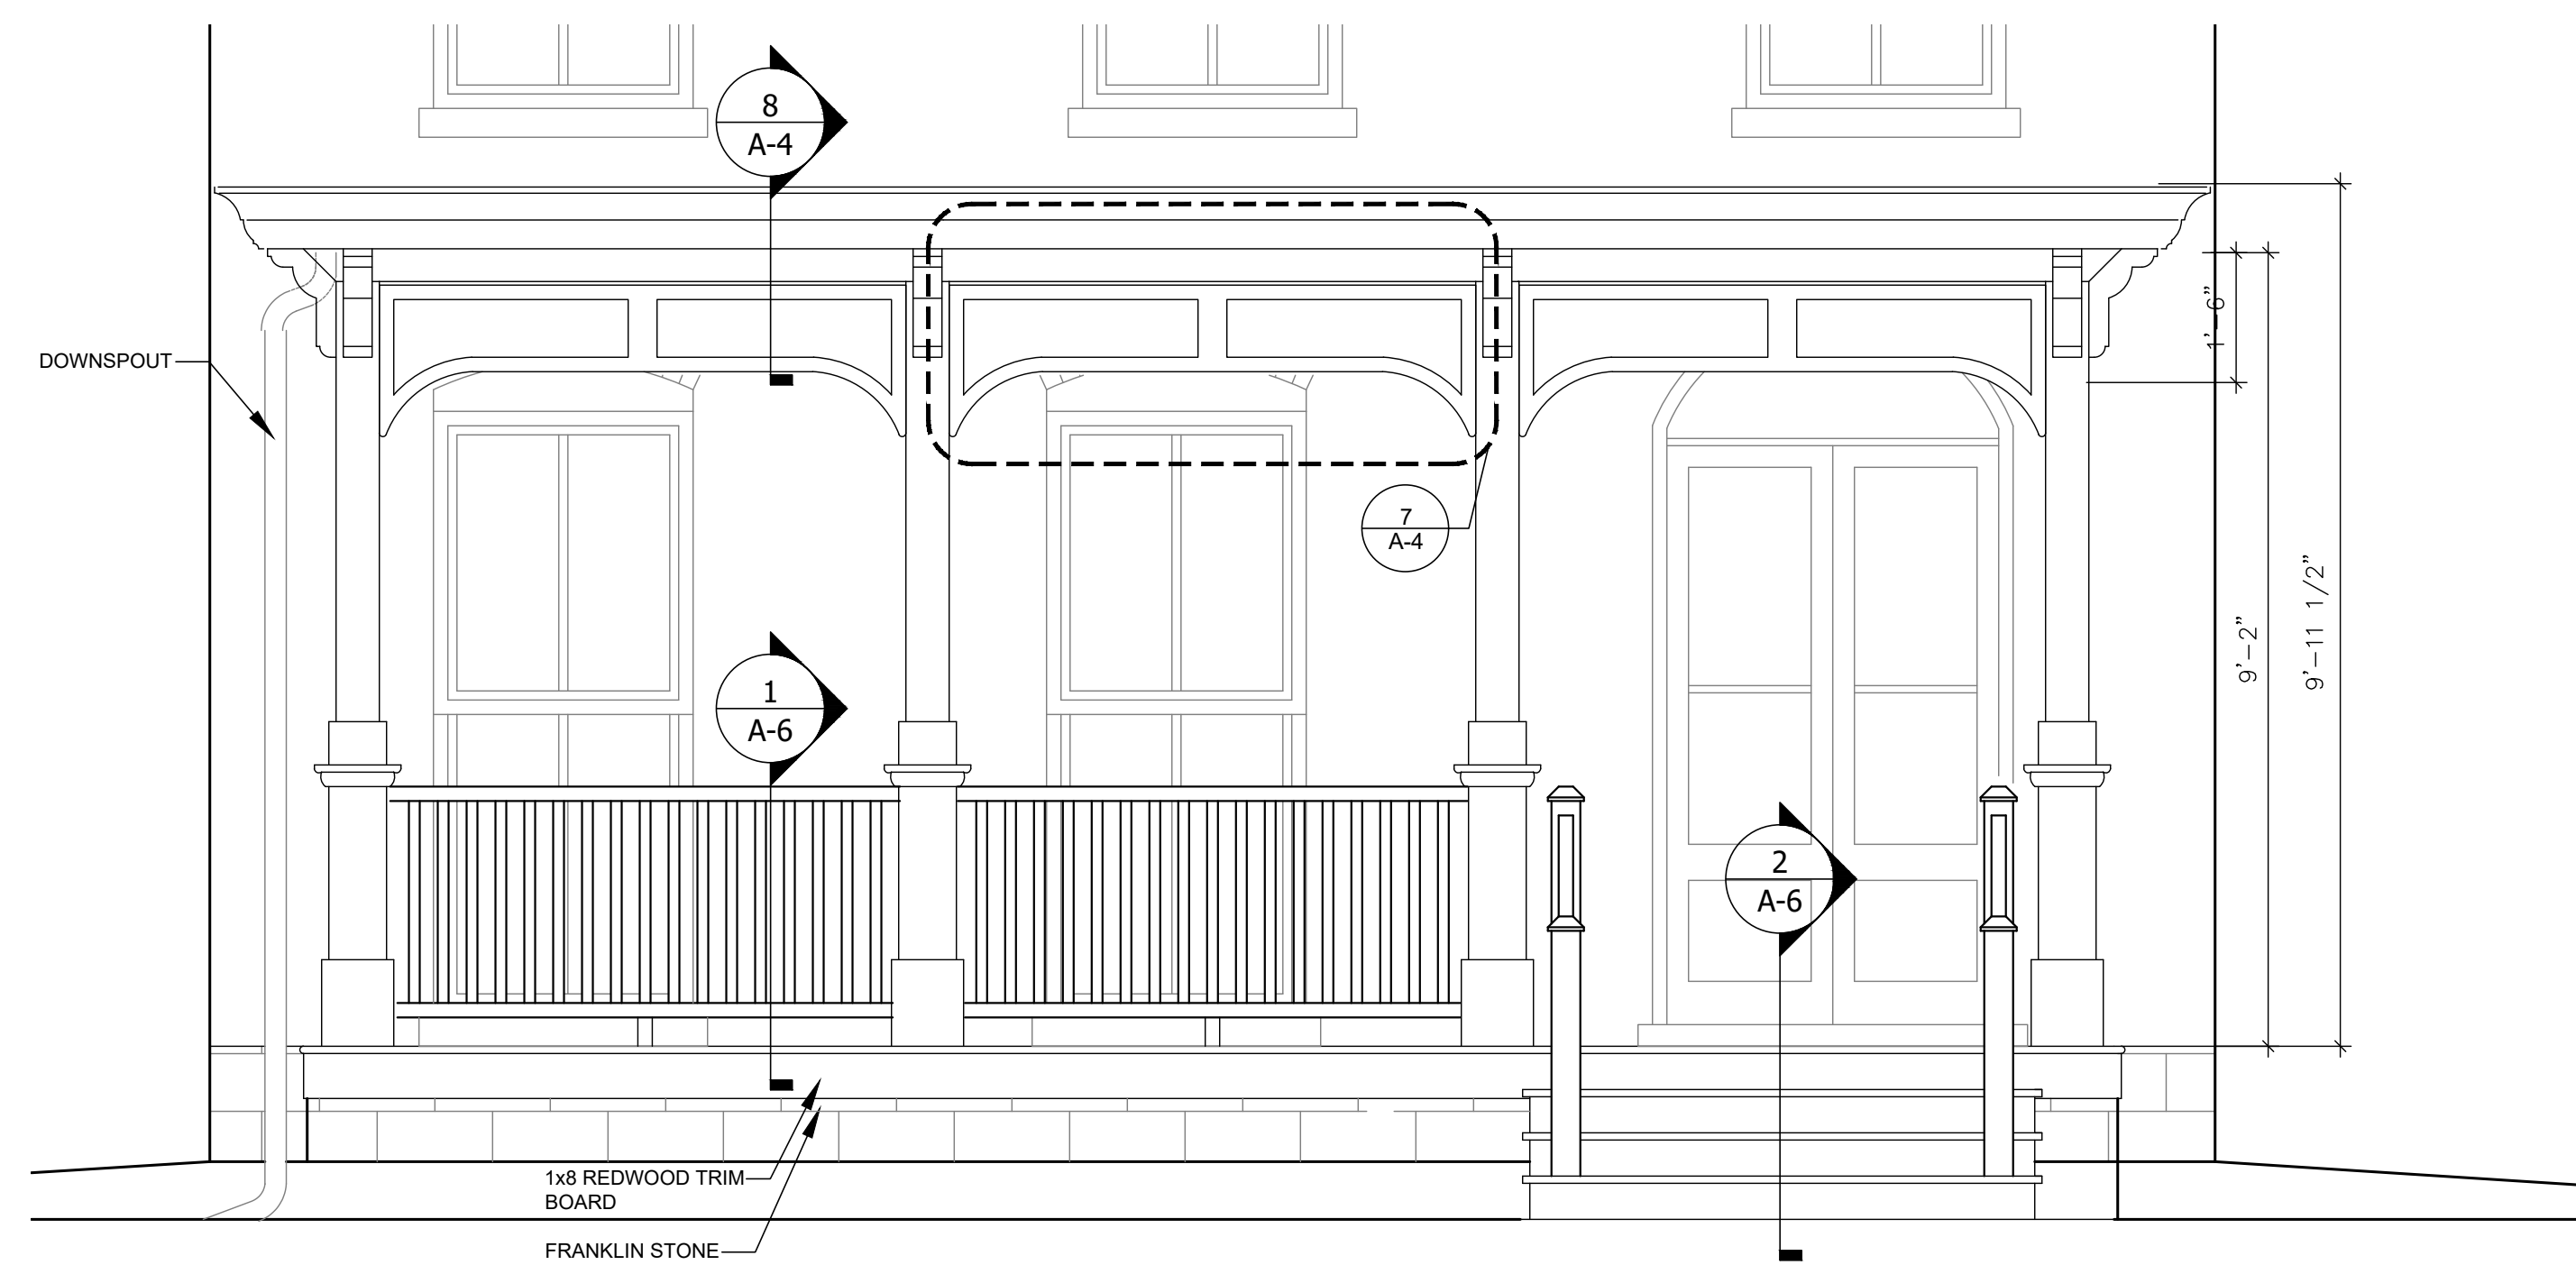 8
A-4
1'-6"
DOWNSPOUT
7
A-4
9'-2"
9'-11 1/2"
1
A-6
2
A-6
1x8 REDWOOD TRIM
BOARD
FRANKLIN STONE